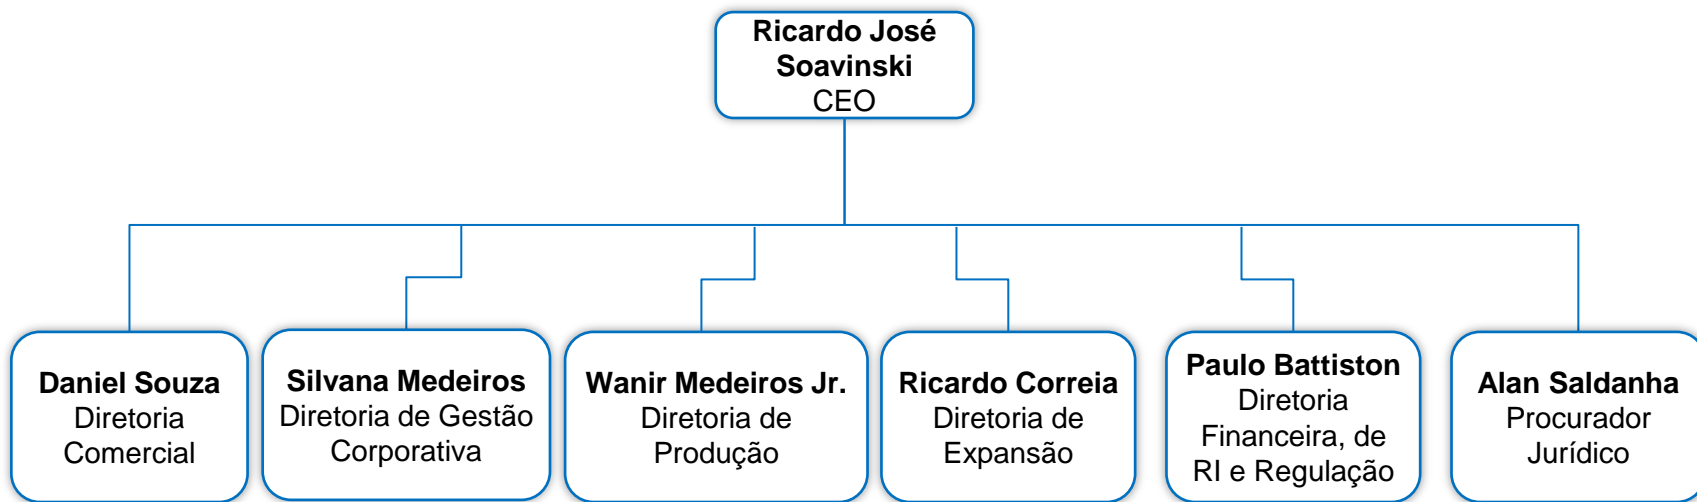 Ricardo José
Soavinski
CEO
Daniel Souza
Diretoria
Comercial
Silvana Medeiros
Diretoria de Gestão
Corporativa
Wanir Medeiros Jr.
Diretoria de
Produção
Ricardo Correia
Diretoria de
Expansão
Paulo Battiston
Diretoria
Financeira, de
RI e Regulação
Alan Saldanha
Procurador
Jurídico